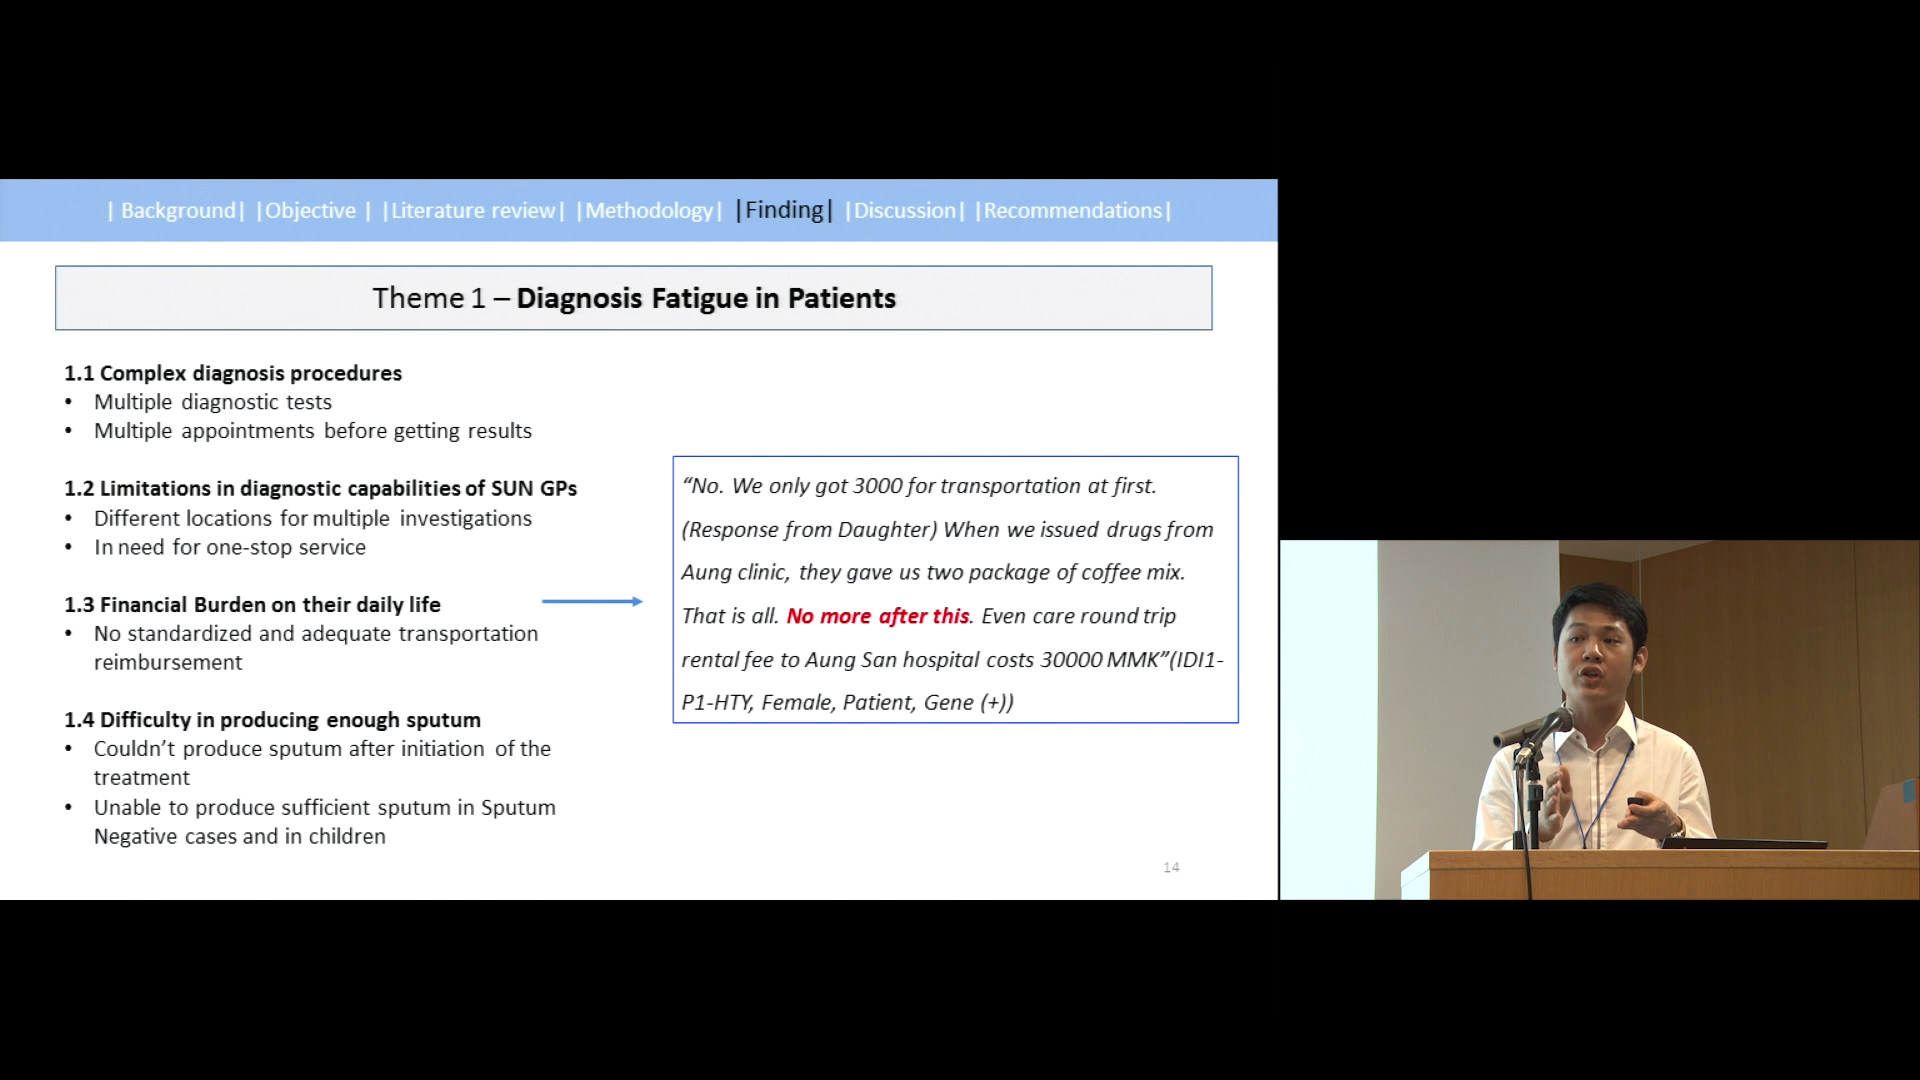 | Background| |Objective | |Literature review| |Methodology| |Finding| |Discussion| |Recommendations|
Theme 1 – Diagnosis Fatigue in Patients
1.1 Complex diagnosis procedures
• Multiple diagnostic tests
• Multiple appointments before getting results
1.2 Limitations in diagnostic capabilities of SUN GPs
• Different locations for multiple investigations
• In need for one-stop service
1.3 Financial Burden on their daily life
• No standardized and adequate transportation
reimbursement
1.4 Difficulty in producing enough sputum
• Couldn’t produce sputum after initiation of the
treatment
• Unable to produce sufficient sputum in Sputum
Negative cases and in children
“No. We only got 3000 for transportation at first.
(Response from Daughter) When we issued drugs from
Aung clinic, they gave us two package of coffee mix.
That is all. No more after this. Even care round trip
rental fee to Aung San hospital costs 30000 MMK”(IDI1-
P1-HTY, Female, Patient, Gene (+))
14